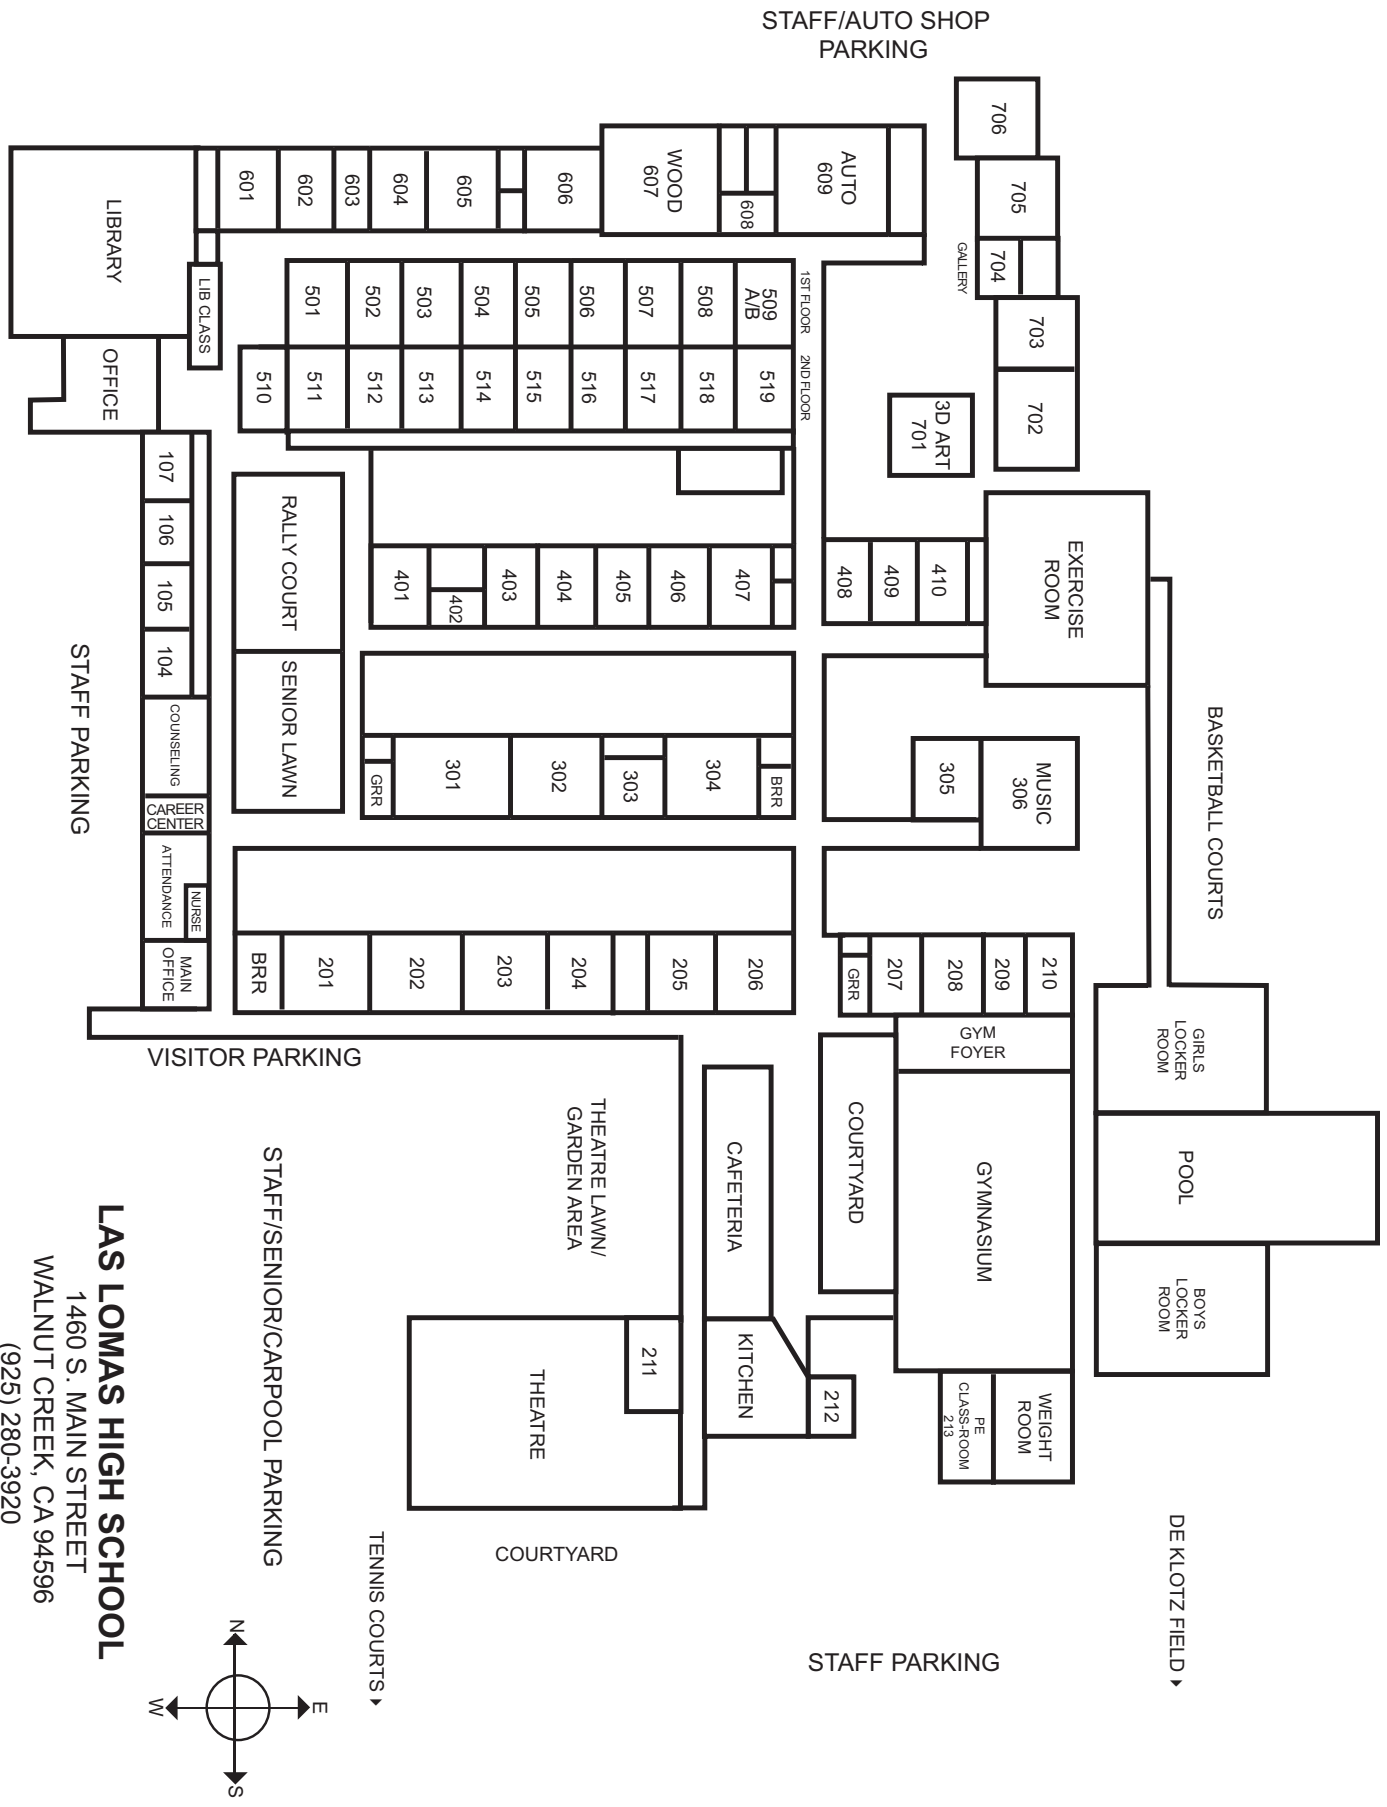 STAFF/AUTO SHOP
PARKING
706
705
704
GALLERY
703
702
3D ART
701
AUTO
609
608
WOOD
607
606
605
604
603
602
601
LIBRARY
LIB CLASS
OFFICE
1ST FLOOR
2ND FLOOR
501
502
503
504
505
506
507
508
509
A/B
510
511
512
513
514
515
516
517
518
519
107
106
105
104
COUNSELING
CAREER
CENTER
ATTENDANCE
NURSE
MAIN
OFFICE
STAFF PARKING
RALLY COURT
SENIOR LAWN
401
402
403
404
405
406
407
408
409
410
EXERCISE
ROOM
BASKETBALL COURTS
GRR
301
302
303
304
BRR
305
MUSIC
306
BRR
201
202
203
204
205
206
GRR
207
208
209
210
GYM
FOYER
GYMNASIUM
COURTYARD
CAFETERIA
KITCHEN
212
WEIGHT
ROOM
PE
CLASS-ROOM
213
GIRLS
LOCKER
ROOM
POOL
BOYS
LOCKER
ROOM
VISITOR PARKING
THEATRE LAWN/
GARDEN AREA
211
THEATRE
STAFF/SENIOR/CARPOOL PARKING
COURTYARD
TENNIS COURTS
DE KLOTZ FIELD
STAFF PARKING
LAS LOMAS HIGH SCHOOL
1460 S. MAIN STREET
WALNUT CREEK, CA 94596
(925) 280-3920
N
E
S
W